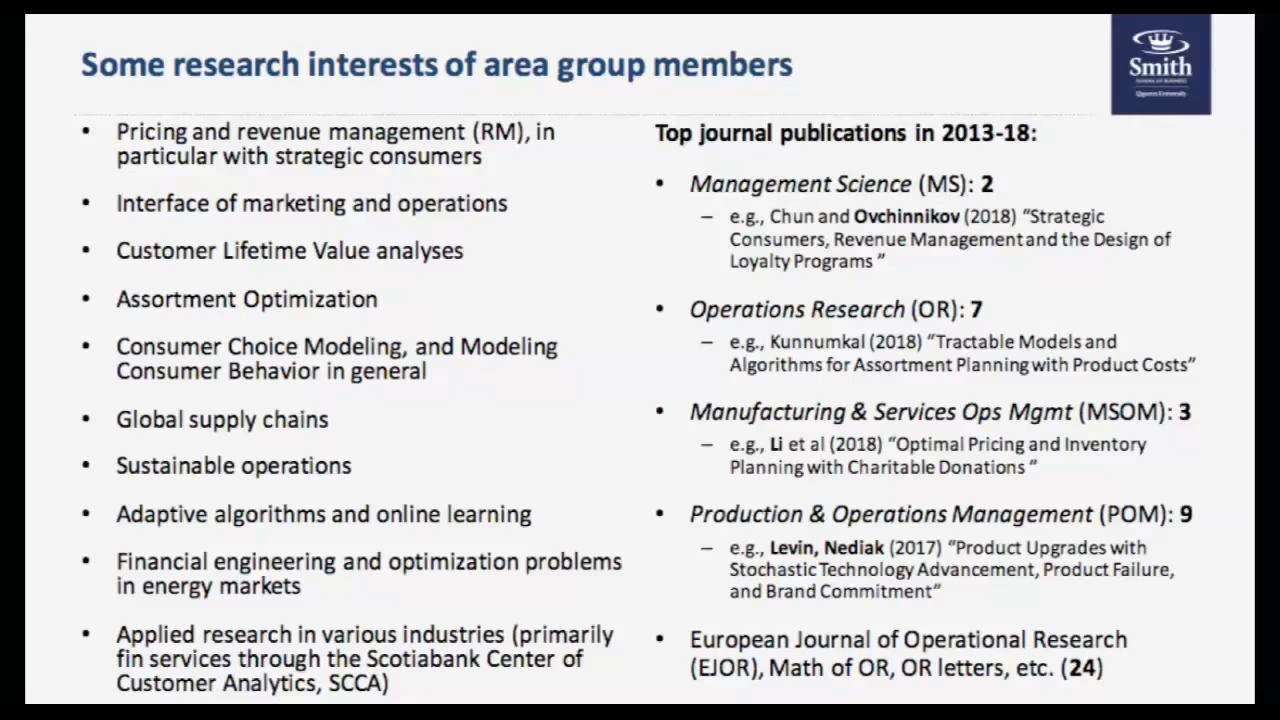 Some research interests of area group members
Smith
SCHOOL OF BUSINESS
Queen's University
• Pricing and revenue management (RM), in
particular with strategic consumers
• Interface of marketing and operations
• Customer Lifetime Value analyses
• Assortment Optimization
• Consumer Choice Modeling, and Modeling
Consumer Behavior in general
• Global supply chains
• Sustainable operations
• Adaptive algorithms and online learning
• Financial engineering and optimization problems
in energy markets
• Applied research in various industries (primarily
fin services through the Scotiabank Center of
Customer Analytics, SCCA)
Top journal publications in 2013-18:
• Management Science (MS): 2
– e.g., Chun and Ovchinnikov (2018) “Strategic
Consumers, Revenue Management and the Design of
Loyalty Programs ”
• Operations Research (OR): 7
– e.g., Kunnumkal (2018) “Tractable Models and
Algorithms for Assortment Planning with Product Costs”
• Manufacturing & Services Ops Mgmt (MSOM): 3
– e.g., Li et al (2018) “Optimal Pricing and Inventory
Planning with Charitable Donations ”
• Production & Operations Management (POM): 9
– e.g., Levin, Nediak (2017) “Product Upgrades with
Stochastic Technology Advancement, Product Failure,
and Brand Commitment”
• European Journal of Operational Research
(EJOR), Math of OR, OR letters, etc. (24)